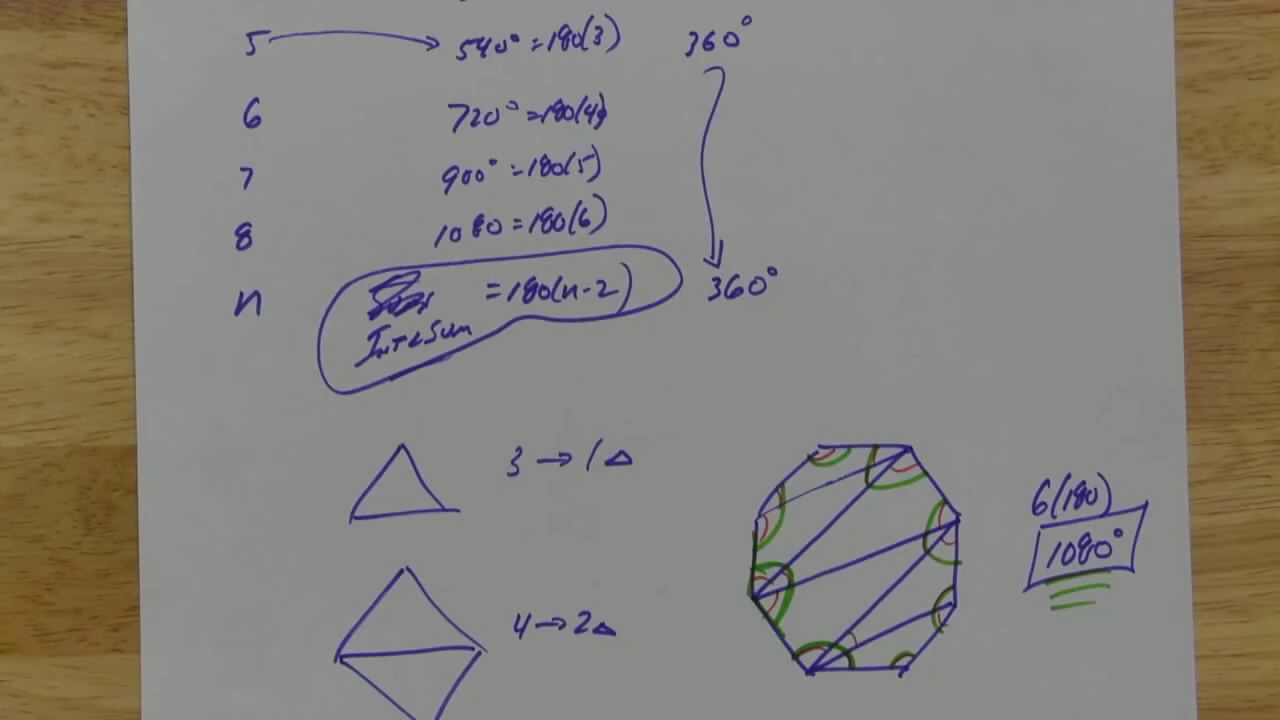 5 → 540° = 180(3) 360°
6 720° = 180(4)
7 900° = 180(5)
8 1080 = 180(6)
n = 180(n-2) 360°
INT ∠ SUM
3 → 1 △
6(180)
1080°
4 → 2 △